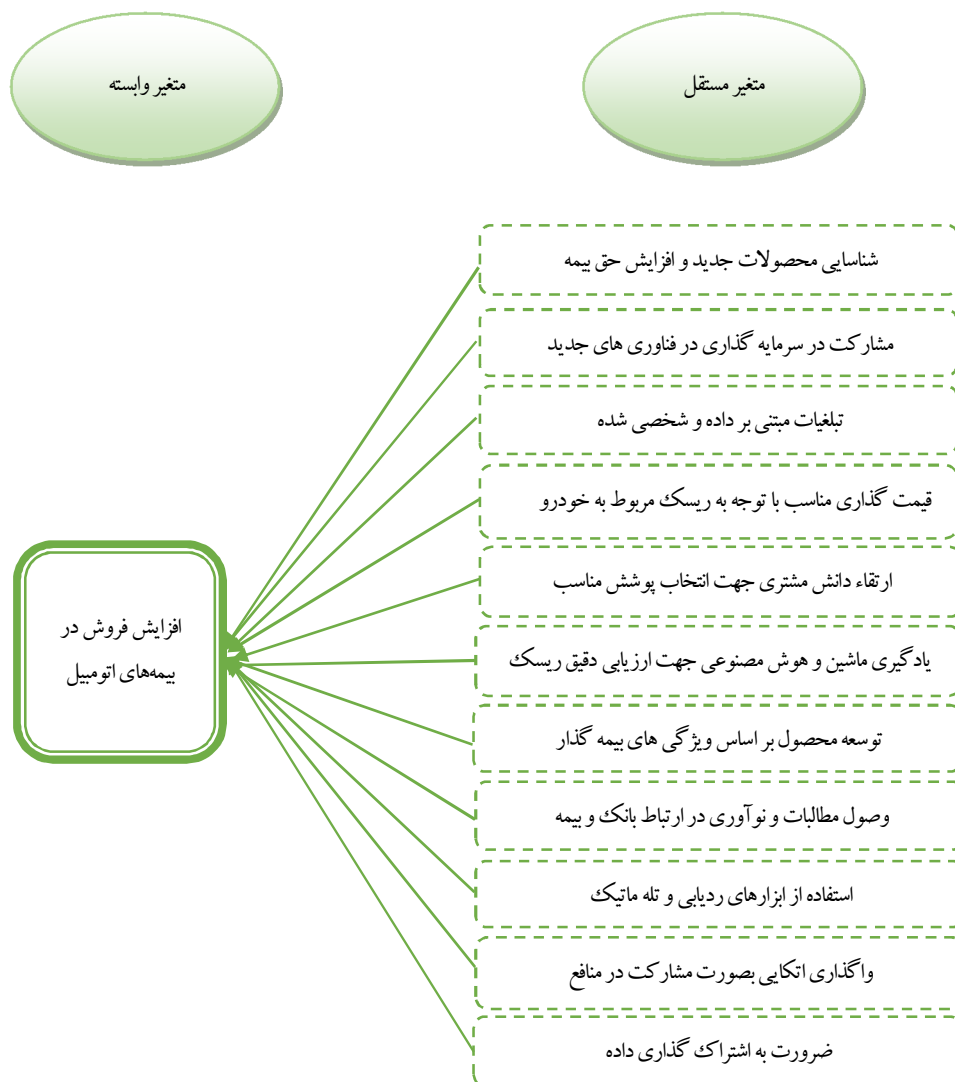 متغیر مستقل
متغیر وابسته
شناسایی محصولات جدید و افزایش حق بیمه
مشارکت در سرمایه گذاری در فناوری های جدید
تبلغیات مبتنی بر داده و شخصی شده
قیمت گذاری مناسب با توجه به ریسک مربوط به خودرو
ارتقاء دانش مشتری جهت انتخاب پوشش مناسب
یادگیری ماشین و هوش مصنوعی جهت ارزیابی دقیق ریسک
توسعه محصول بر اساس ویژگی های بیمه گذار
وصول مطالبات و نوآوری در ارتباط بانک و بیمه
استفاده از ابزارهای ردیابی و تله ماتیک
واگذاری اتکایی بصورت مشارکت در منافع
ضرورت به اشتراک گذاری داده
افزایش فروش در
بیمه‌های اتومبیل